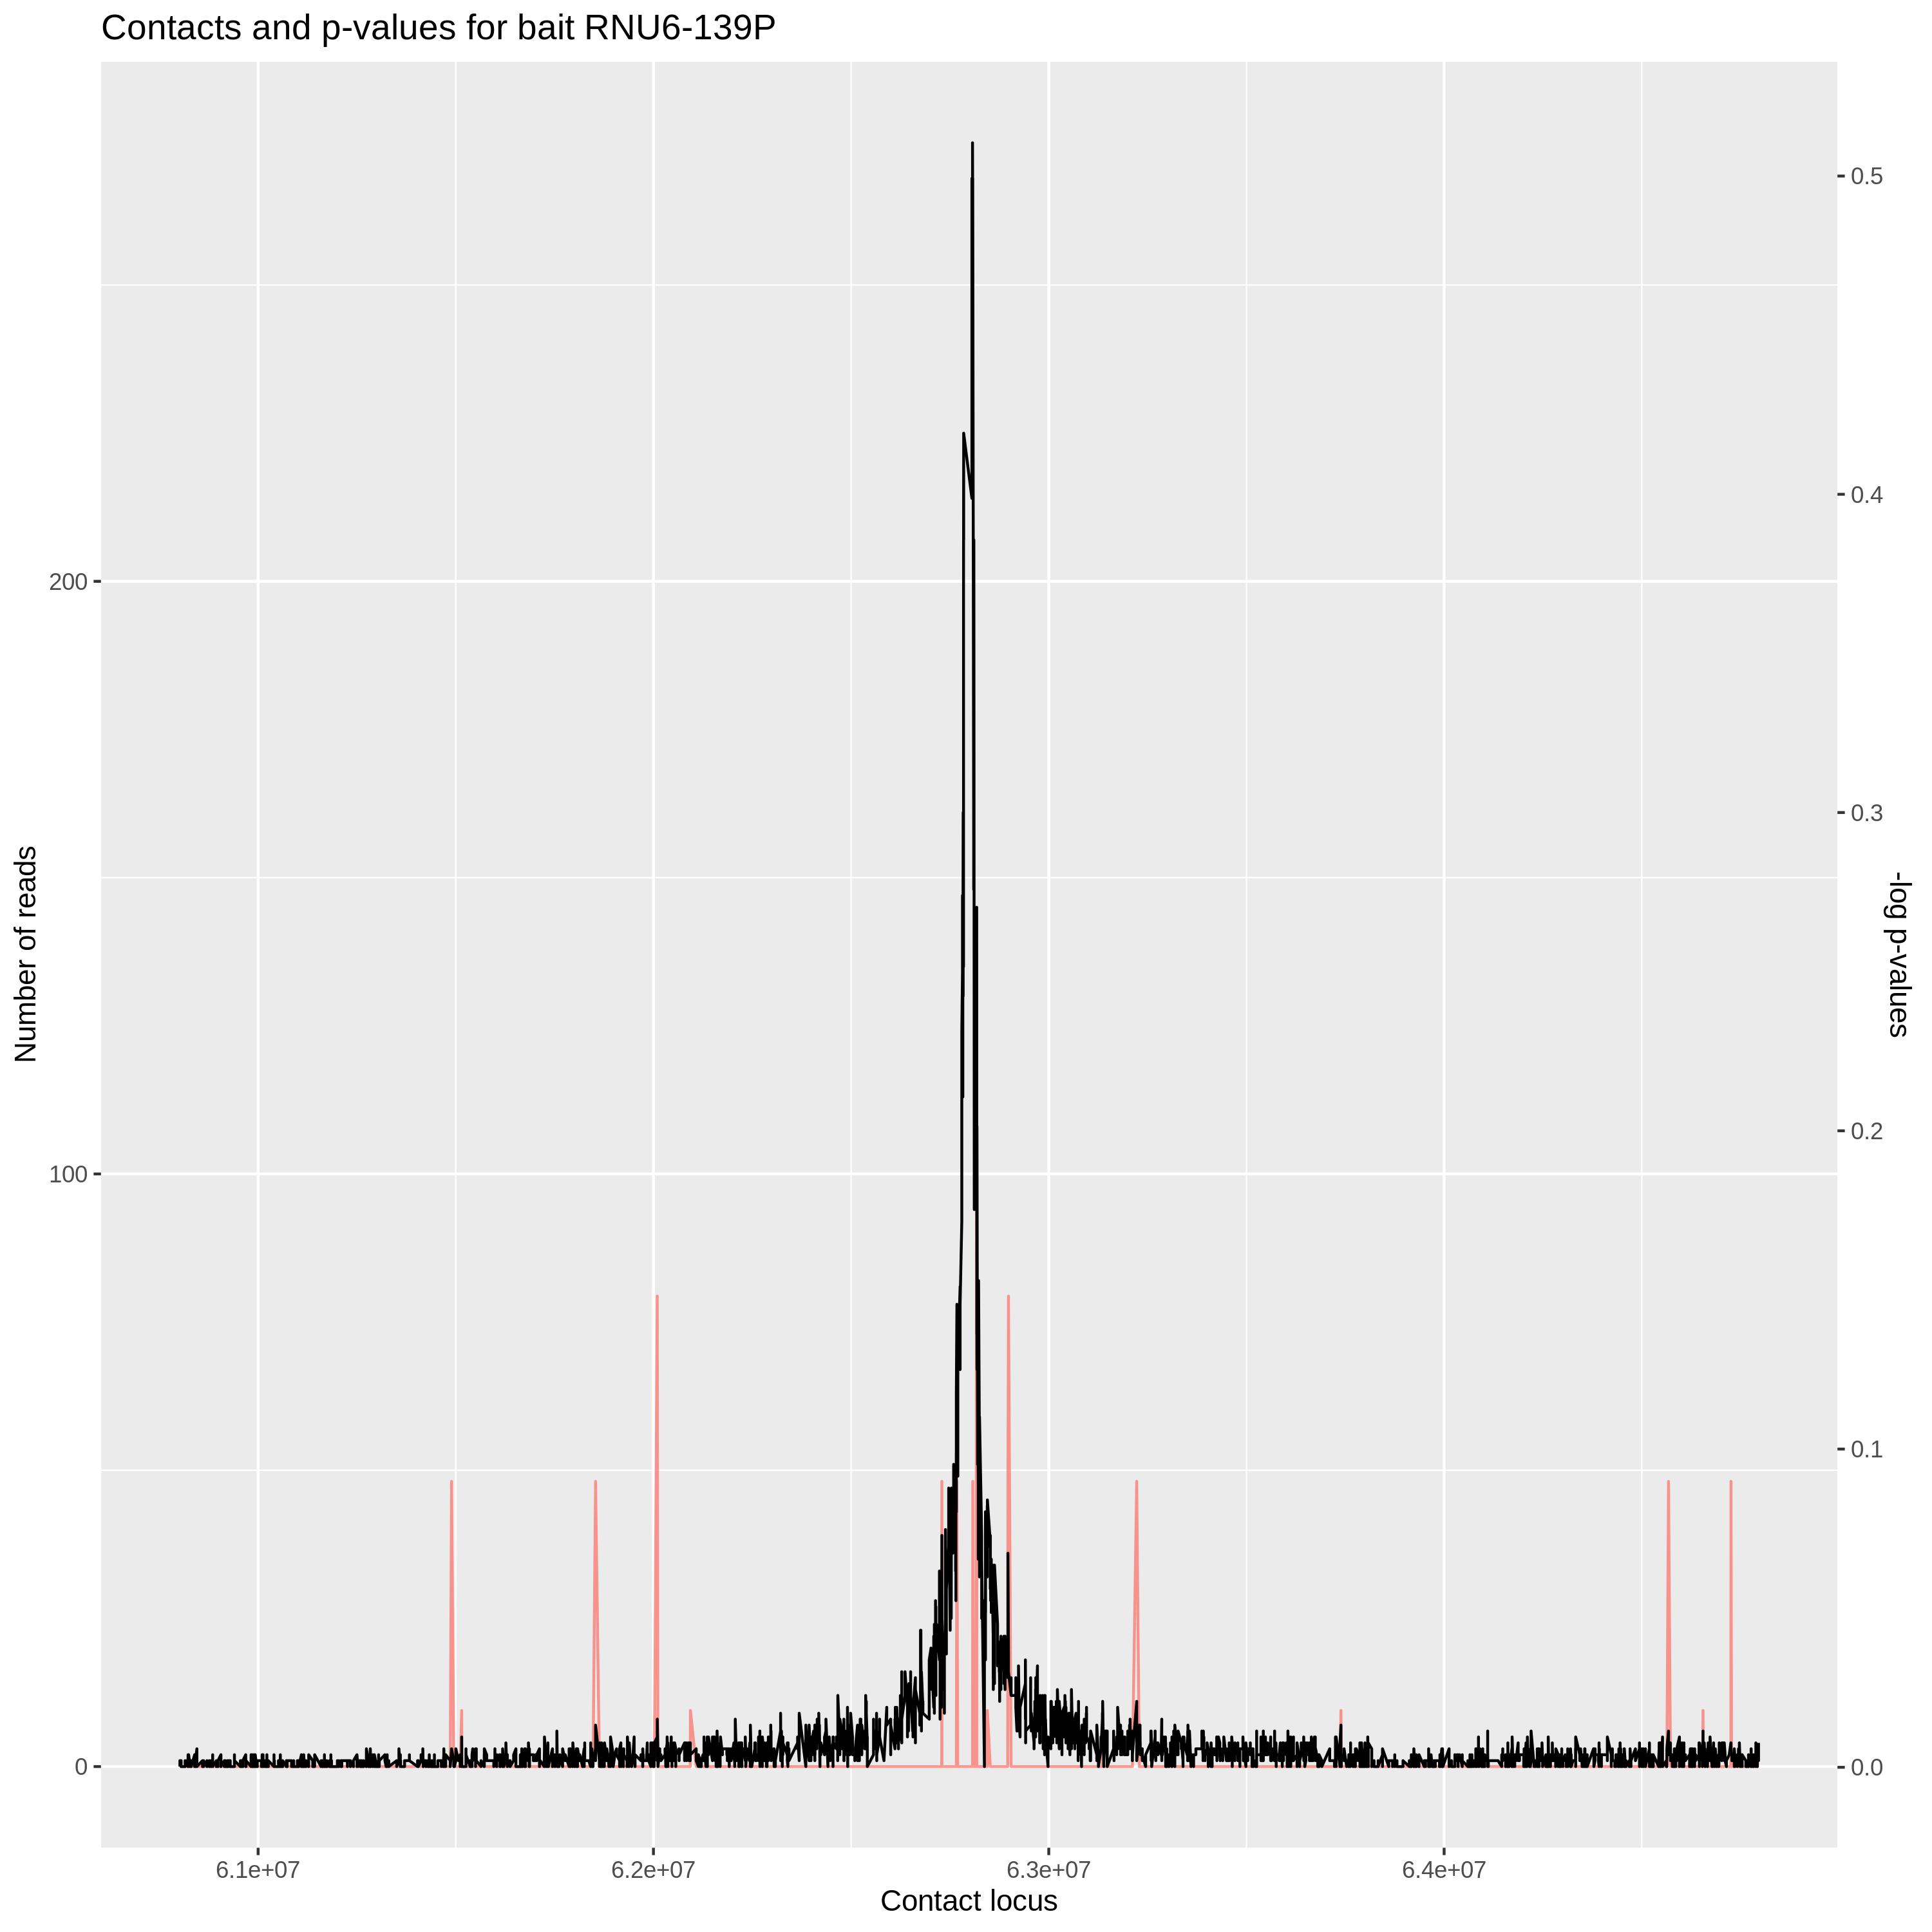 Contacts and p-values for bait RNU6-139P
Number of reads
200
100
0
0.5
0.4
0.3
0.2
0.1
0.0
-log p-values
6.1e+07
6.2e+07
6.3e+07
6.4e+07
Contact locus